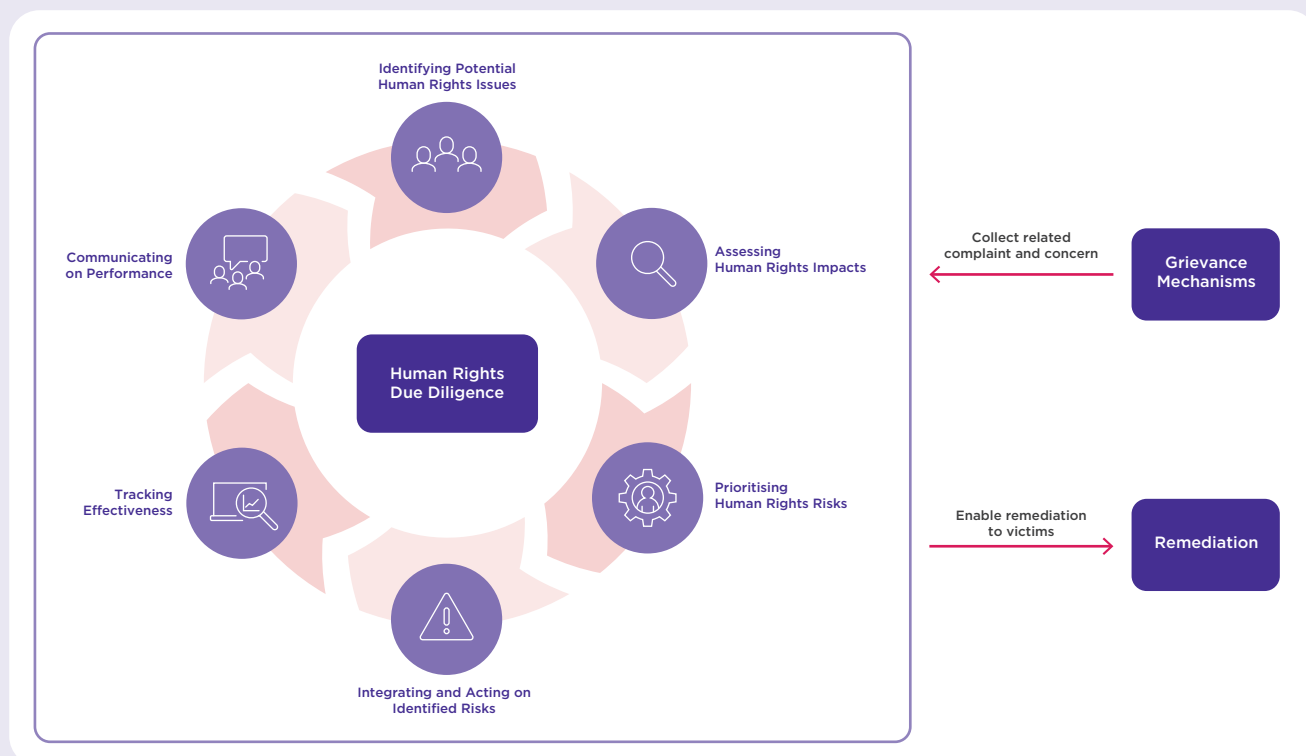 Identifying Potential
Human Rights Issues
Assessing
Human Rights Impacts
Prioritising
Human Rights Risks
Integrating and Acting on
Identified Risks
Tracking
Effectiveness
Communicating
on Performance
Human Rights
Due Diligence
Collect related
complaint and concern
Grievance
Mechanisms
Enable remediation
to victims
Remediation